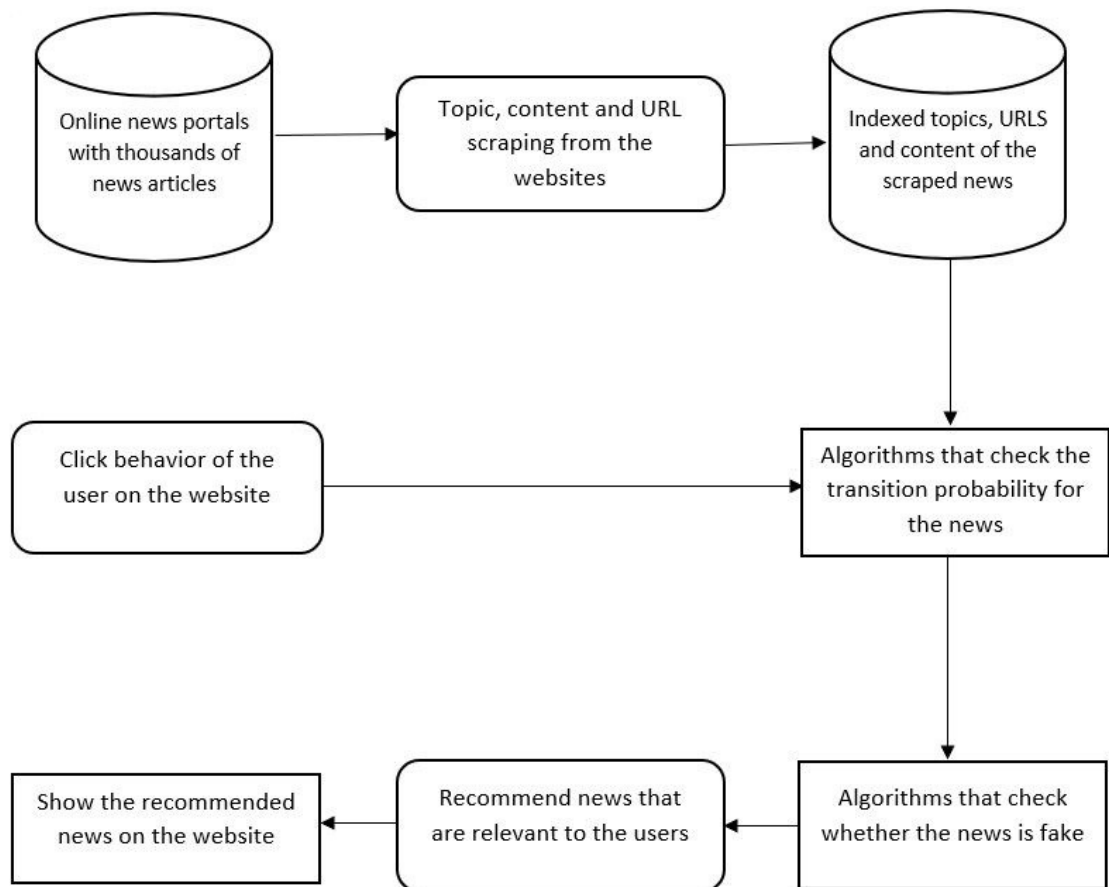 Online news portals
with thousands of
news articles
Topic, content and URL
scraping from the
websites
Indexed topics, URLS
and content of the
scraped news
Click behavior of the
user on the website
Algorithms that check the
transition probability for
the news
Show the recommended
news on the website
Recommend news that
are relevant to the users
Algorithms that check
whether the news is fake